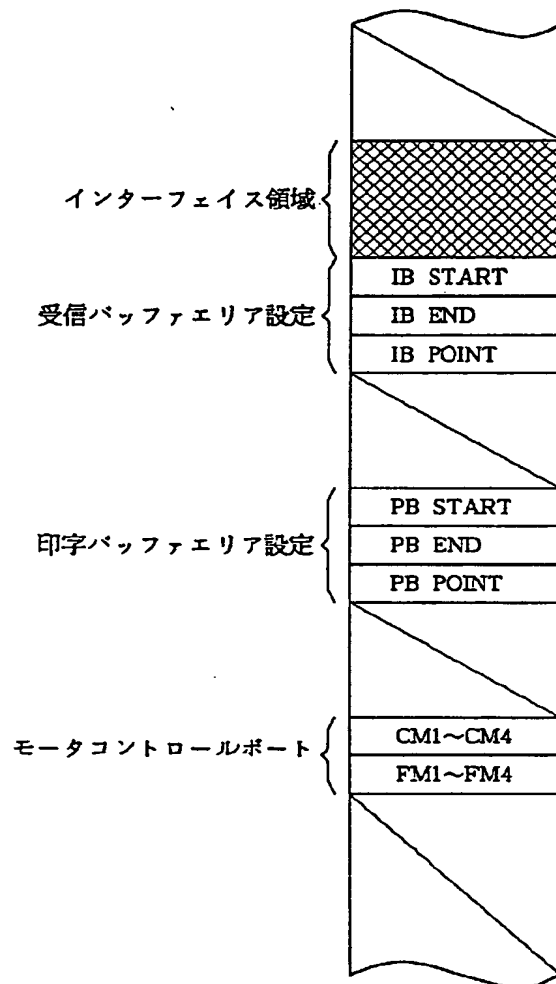 インターフェイス領域
IB START
受信バッファエリア設定
IB END
IB POINT
PB START
印字バッファエリア設定
PB END
PB POINT
CM1～CM4
モータコントロールポート
FM1～FM4